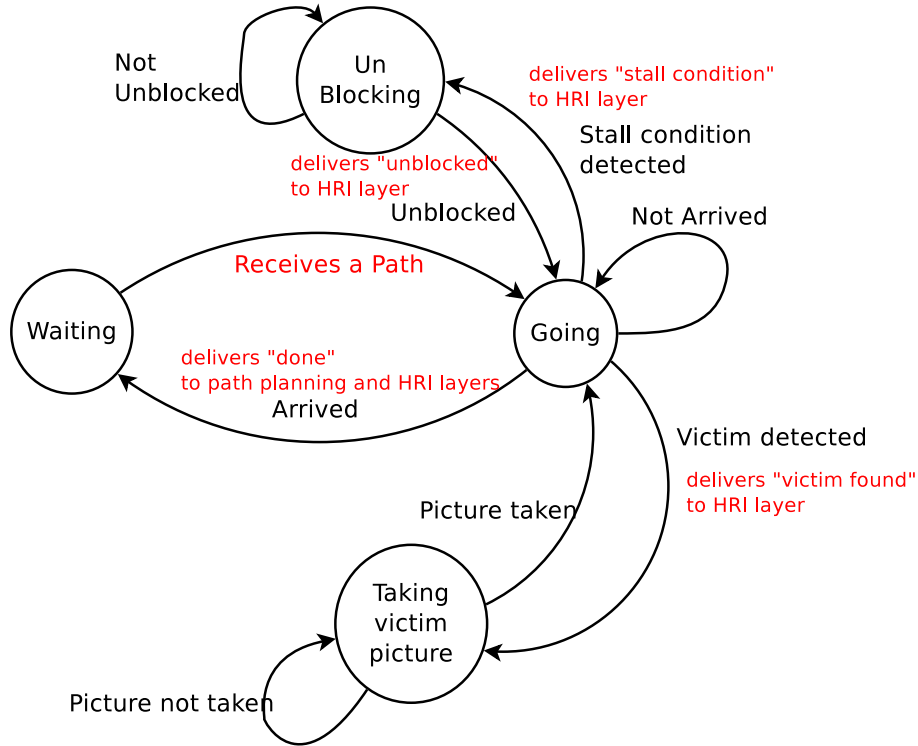 Not
Unblocked
Un
Blocking
delivers "stall condition"
to HRI layer
Stall condition
detected
delivers "unblocked"
to HRI layer
Unblocked
Not Arrived
Receives a Path
Waiting
Going
delivers "done"
to path planning and HRI layers
Arrived
Victim detected
delivers "victim found"
to HRI layer
Picture taken
Taking
victim
picture
Picture not taken